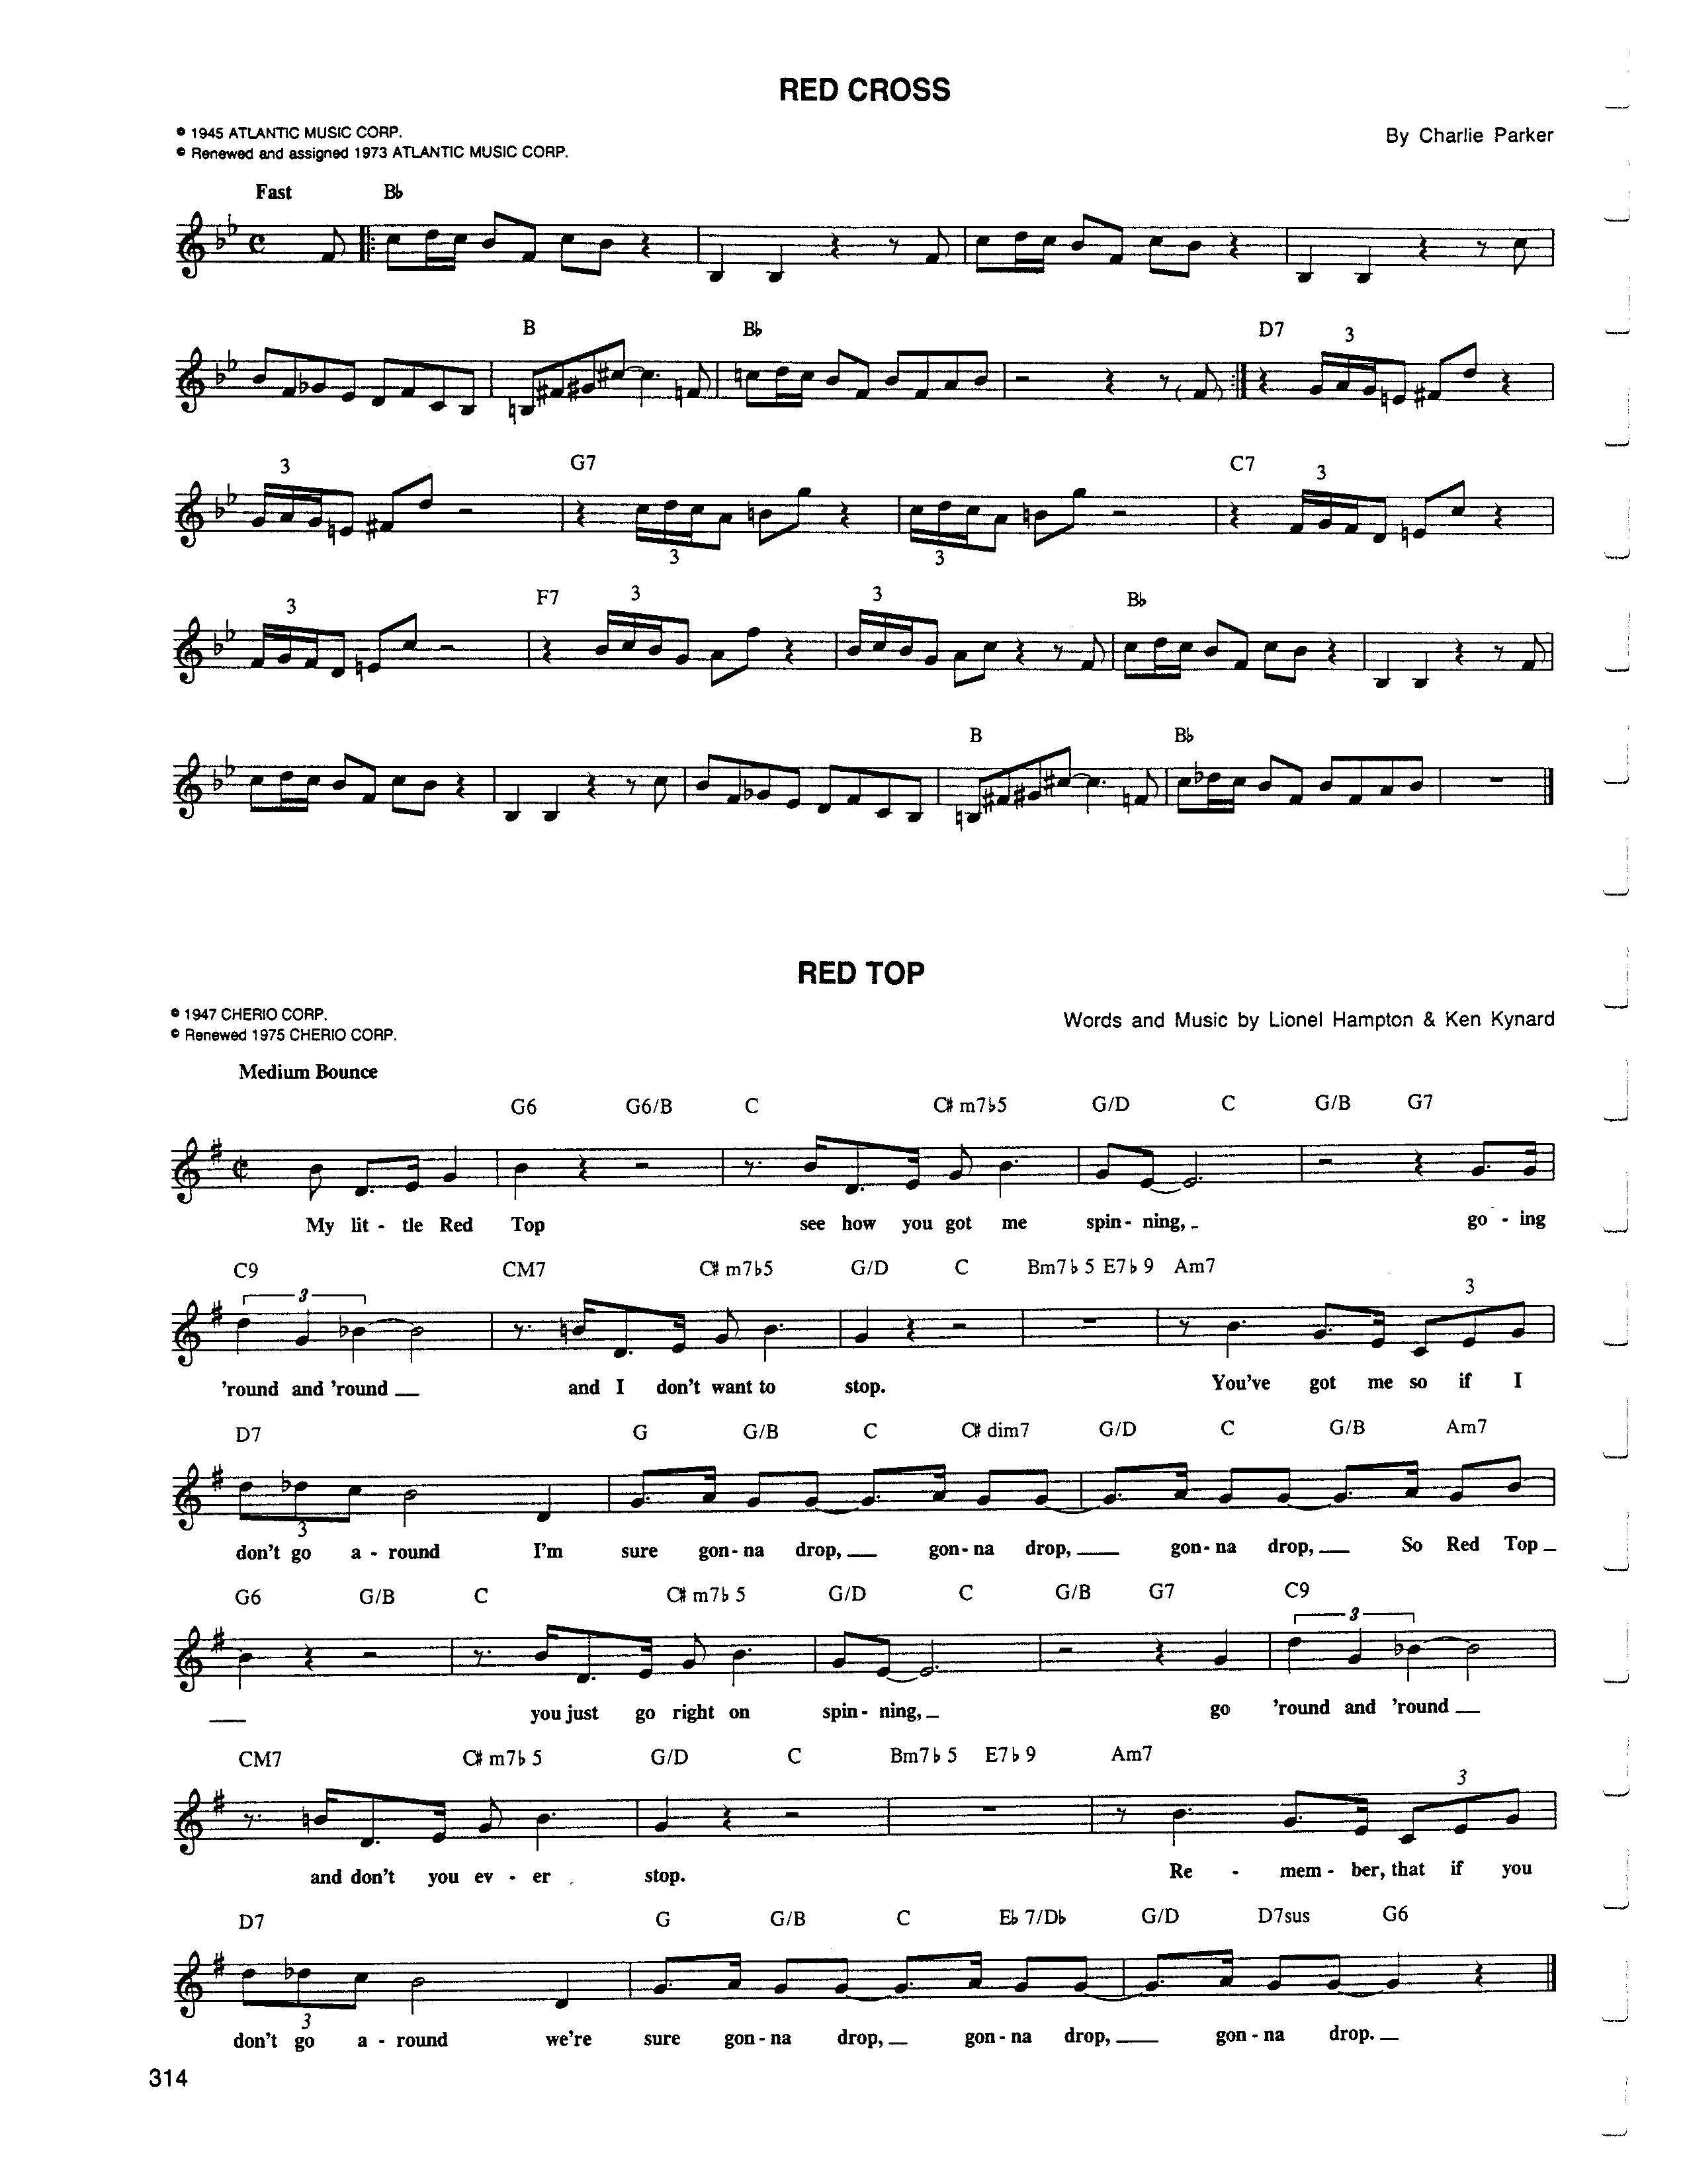 RED CROSS
© 1945 ATLANTIC MUSIC CORP.
© Renewed and assigned 1973 ATLANTIC MUSIC CORP.
By Charlie Parker
Fast B♭
B B♭ D7
3
3 G7 C7 3
3 3
3 F7 3 3 B♭
B B♭
RED TOP
© 1947 CHERIO CORP.
© Renewed 1975 CHERIO CORP.
Words and Music by Lionel Hampton & Ken Kynard
Medium Bounce
G6 G6/B C C♯m7♭5 G/D C G/B G7
My lit - tle Red Top see how you got me spin - ning, go - ing
C9 CM7 C♯m7♭5 G/D C Bm7♭5 E7♭9 Am7
3 3
'round and 'round and I don't want to stop. You've got me so if I
D7 G G/B C C♯dim7 G/D C G/B Am7
3
don't go a - round I'm sure gon - na drop, gon - na drop, gon - na drop, So Red Top
G6 G/B C C♯m7♭5 G/D C G/B G7 C9
3
you just go right on spin - ning, go 'round and 'round
CM7 C♯m7♭5 G/D C Bm7♭5 E7♭9 Am7
3
and don't you ev - er stop. Re - mem - ber, that if you
D7 G G/B C E♭7/D♭ G/D D7sus G6
3
don't go a - round we're sure gon - na drop, gon - na drop, gon - na drop.
314